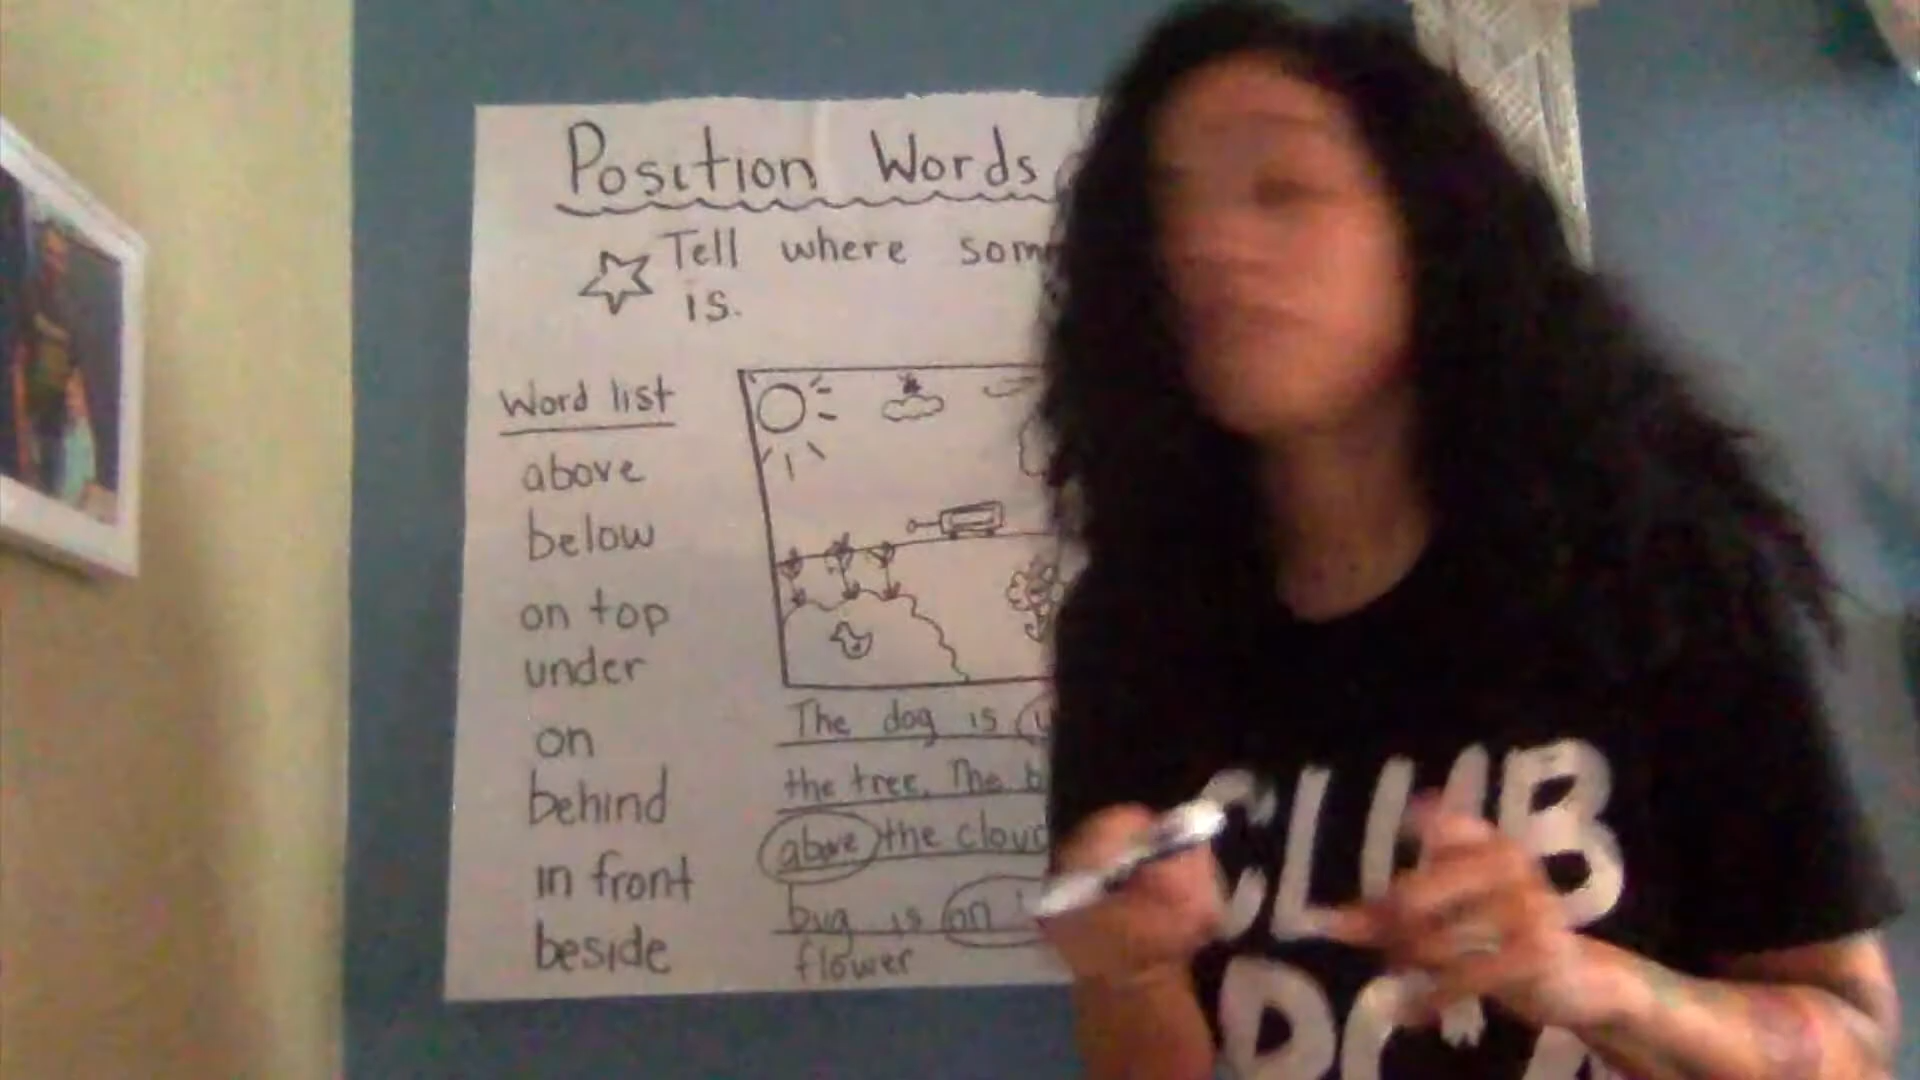 Position Words
Tell where som
is.
Word list
above
below
on top
under
on
behind
in front
beside
The dog is
the tree. The b
above the cloud
bug is on
flower
CLUB